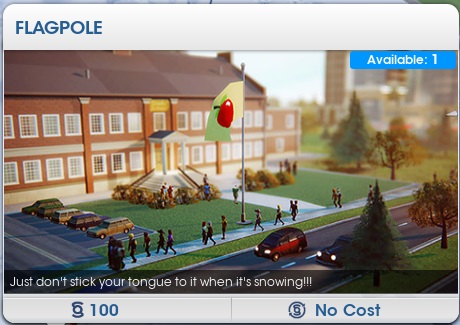 FLAGPOLE
Available: 1
Just don't stick your tongue to it when it's snowing!!!
100
No Cost